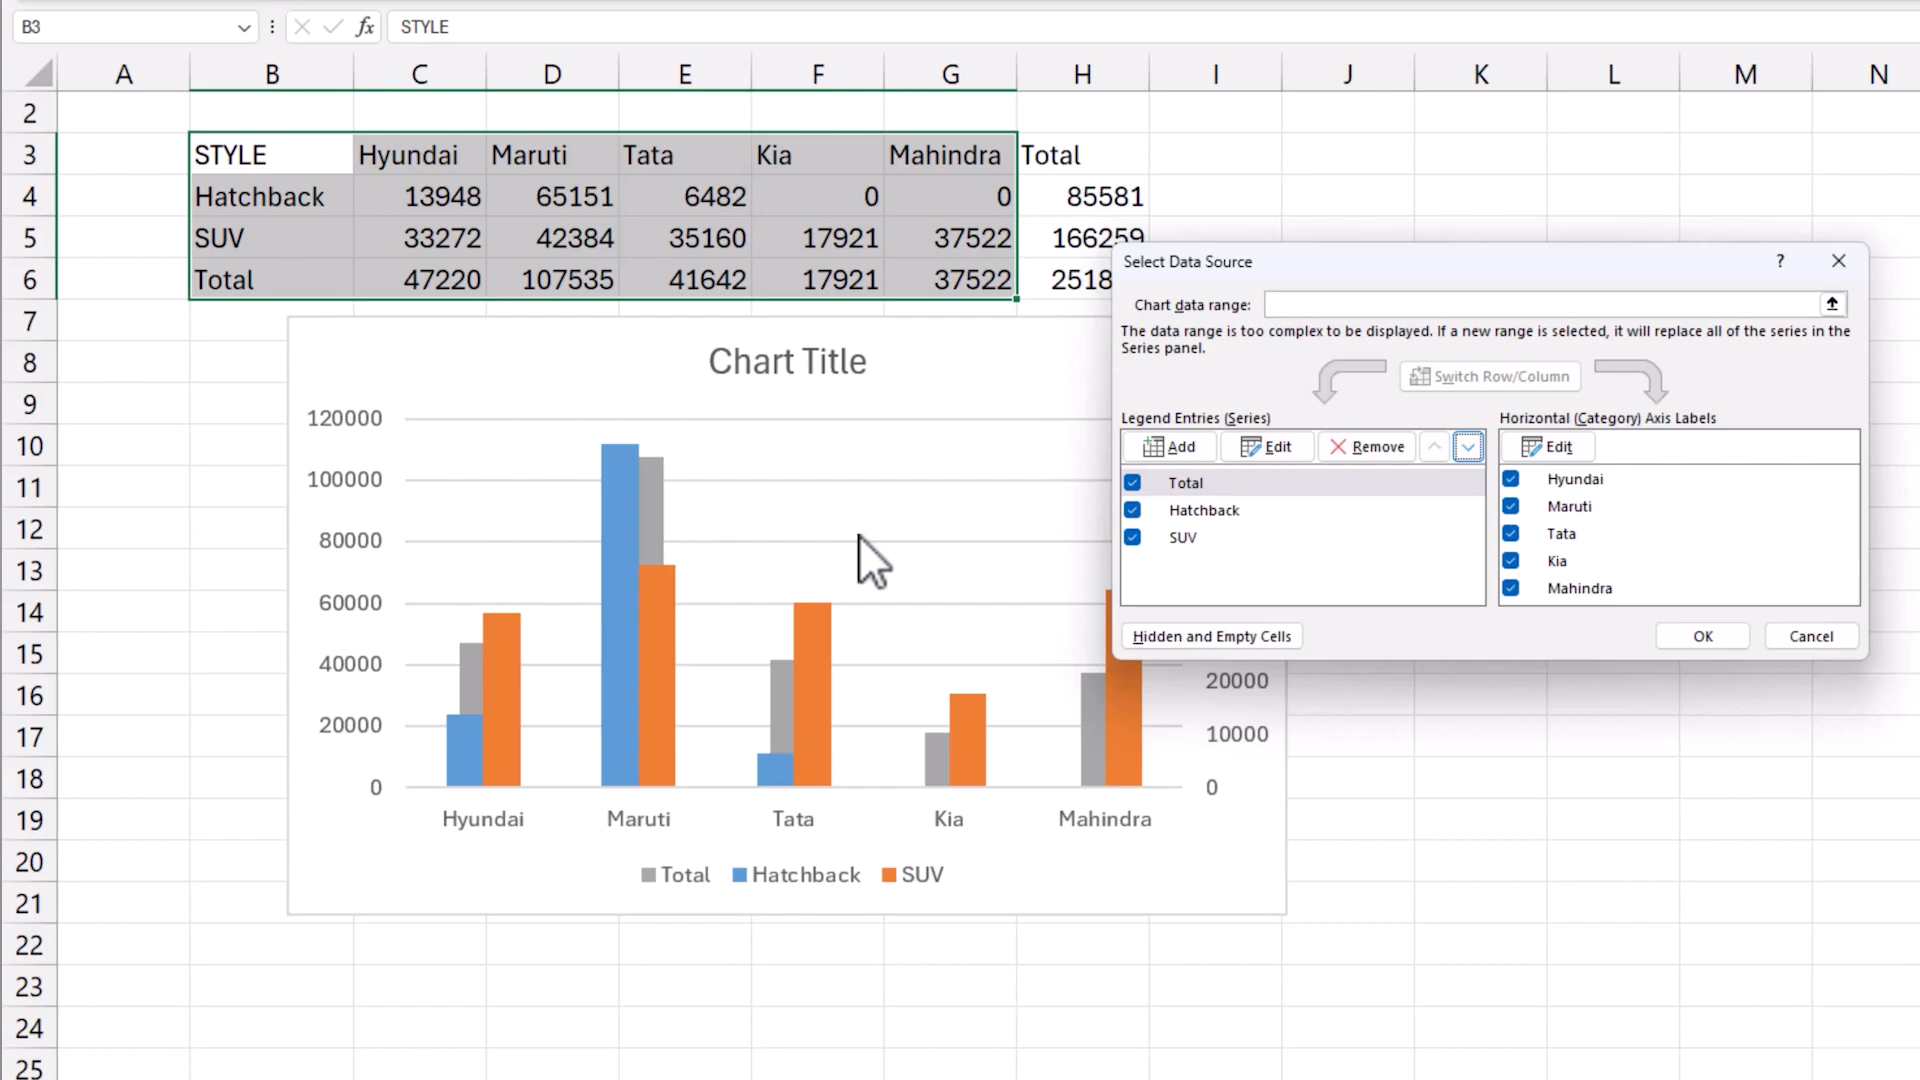 B3 fx STYLE
A B C D E F G H I J K L M N
2
3 STYLE Hyundai Maruti Tata Kia Mahindra Total
4 Hatchback 13948 65151 6482 0 0 85581
5 SUV 33272 42384 35160 17921 37522 166259
6 Total 47220 107535 41642 17921 37522 2518
7
8
9
10
11
12
13
14
15
16
17
18
19
20
21
22
23
24
25
Chart Title
120000
100000
80000
60000
40000
20000
0
20000
10000
0
Hyundai Maruti Tata Kia Mahindra
Total Hatchback SUV
Select Data Source ?
Chart data range:
The data range is too complex to be displayed. If a new range is selected, it will replace all of the series in the
Series panel.
Switch Row/Column
Legend Entries (Series)
Add Edit Remove
Total
Hatchback
SUV
Horizontal (Category) Axis Labels
Edit
Hyundai
Maruti
Tata
Kia
Mahindra
Hidden and Empty Cells OK Cancel